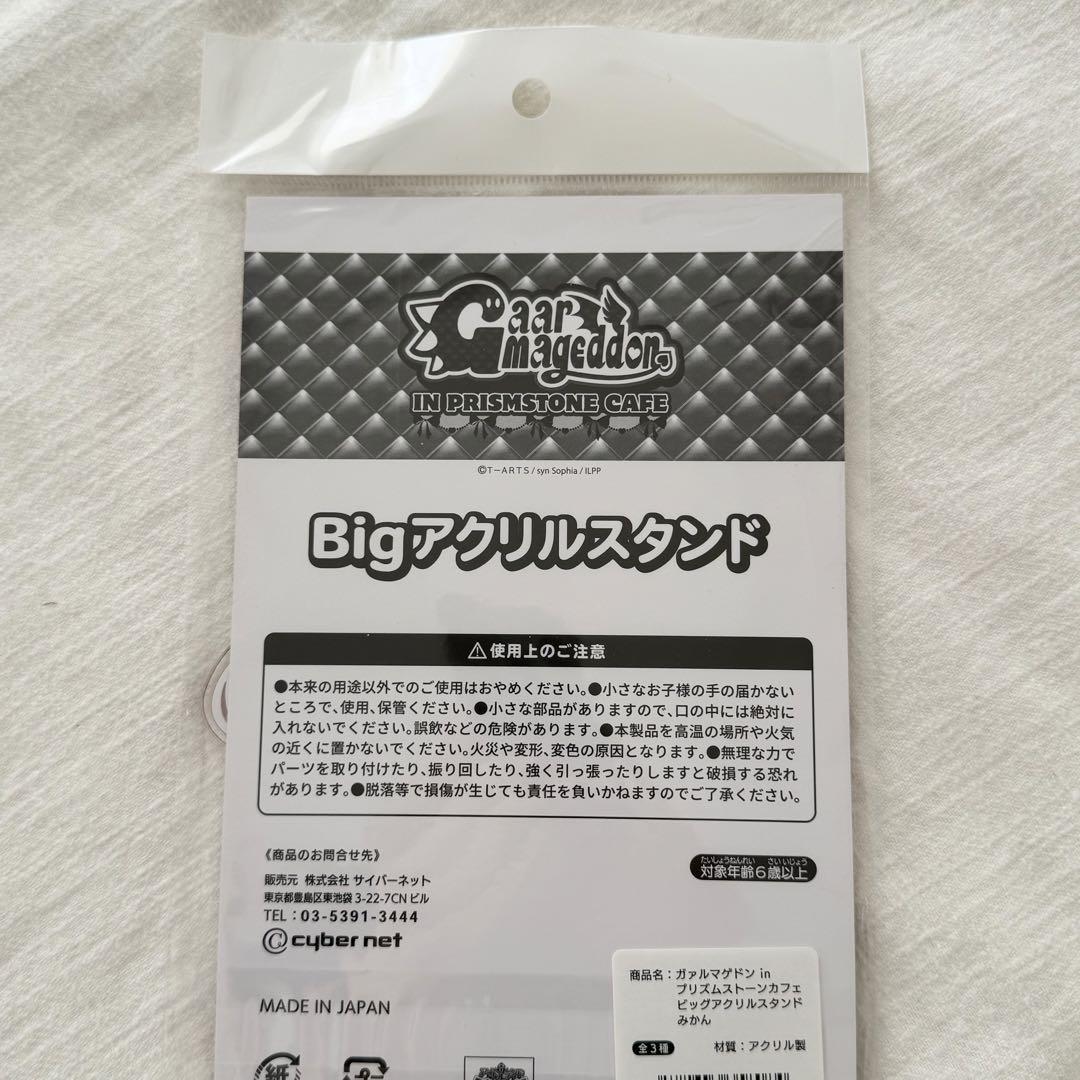 Gaar
mageddon
IN PRISMSTONE CAFE
©T-ARTS / syn Sophia / ILPP
Bigアクリルスタンド
⚠使用上のご注意
●本来の用途以外でのご使用はおやめください。●小さなお子様の手の届かない
ところで、使用、保管ください。●小さな部品がありますので、口の中には絶対に
入れないでください。誤飲などの危険があります。●本製品を高温の場所や火気
の近くに置かないでください。火災や変形、変色の原因となります。●無理な力で
パーツを取り付けたり、振り回したり、強く引っ張ったりしますと破損する恐れ
があります。●脱落等で損傷が生じても責任を負いかねますのでご了承ください。
《商品のお問合せ先》
販売元 株式会社 サイバーネット
東京都豊島区東池袋 3-22-7CN ビル
TEL：03-5391-3444
cyber net
たいしょうねんれい さいいじょう
対象年齢6歳以上
MADE IN JAPAN
商品名：ガァルマゲドン in
プリズムストーンカフェ
ビッグアクリルスタンド
みかん
全3種 材質：アクリル製
紙